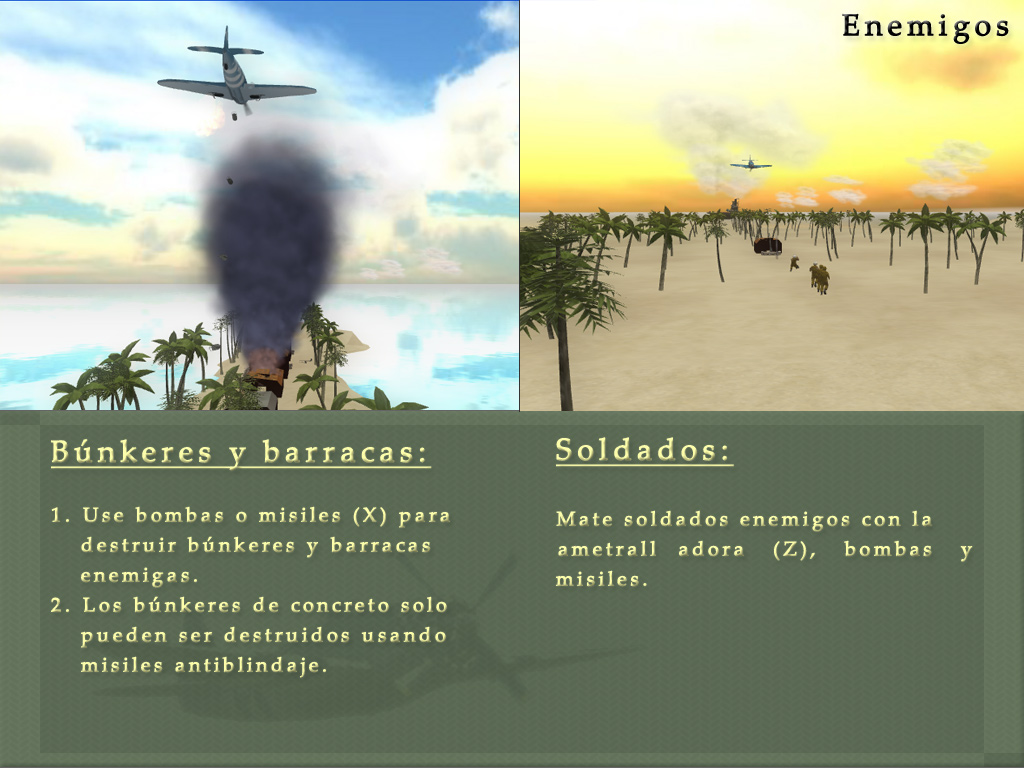 Enemigos
Búnkeres y barracas:
1. Use bombas o misiles (X) para
destruir búnkeres y barracas
enemigas.
2. Los búnkeres de concreto solo
pueden ser destruidos usando
misiles antiblindaje.
Soldados:
Mate soldados enemigos con la
ametrall adora (Z), bombas y
misiles.